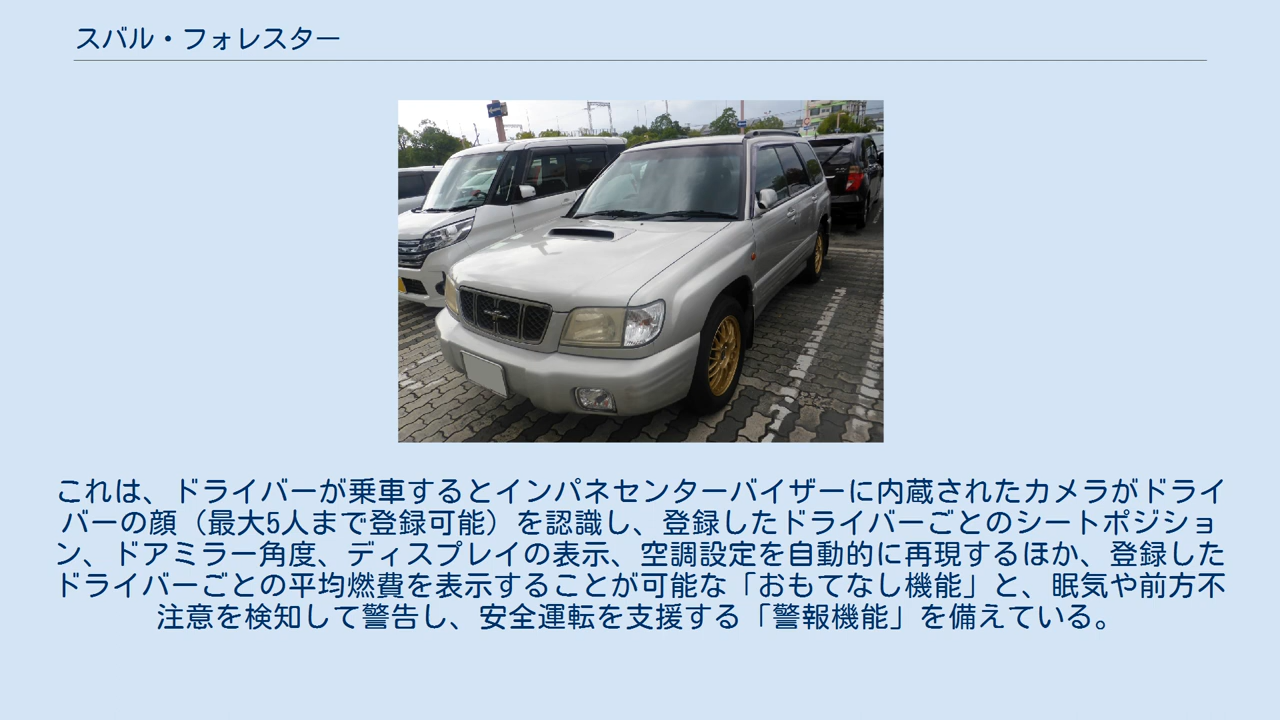 スバル・フォレスター
これは、ドライバーが乗車するとインパネセンターバイザーに内蔵されたカメラがドライ
バーの顔（最大5人まで登録可能）を認識し、登録したドライバーごとのシートポジショ
ン、ドアミラー角度、ディスプレイの表示、空調設定を自動的に再現するほか、登録した
ドライバーごとの平均燃費を表示することが可能な「おもてなし機能」と、眠気や前方不
注意を検知して警告し、安全運転を支援する「警報機能」を備えている。